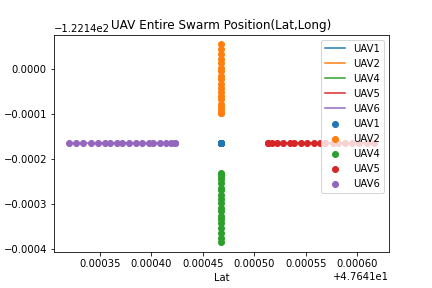 UAV Entire Swarm Position(Lat,Long)
−1.2214e2
0.0000
−0.0001
−0.0002
−0.0003
−0.0004
UAV1
UAV2
UAV4
UAV5
UAV6
UAV1
UAV2
UAV4
UAV5
UAV6
0.00035 0.00040 0.00045 0.00050 0.00055 0.00060
+4.7641e1
Lat